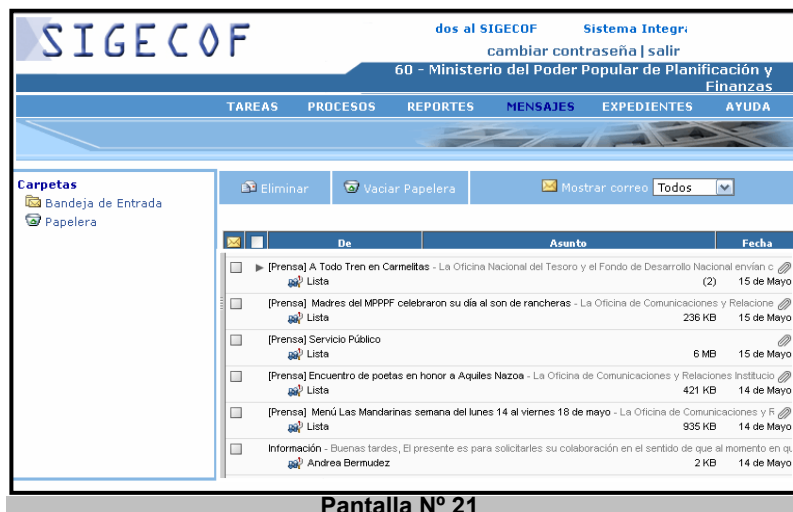 SIGECOF
dos al SIGECOF Sistema Integra
cambiar contraseña | salir
60 - Ministerio del Poder Popular de Planificación y
Finanzas
TAREAS PROCESOS REPORTES MENSAJES EXPEDIENTES AYUDA
Carpetas
Bandeja de Entrada
Papelera
Eliminar Vaciar Papelera Mostrar correo Todos
De Asunto Fecha
[Prensa] A Todo Tren en Carmelitas - La Oficina Nacional del Tesoro y el Fondo de Desarrollo Nacional envían c
Lista (2) 15 de Mayo
[Prensa] Madres del MPPPF celebraron su día al son de rancheras - La Oficina de Comunicaciones y Relacione
Lista 236 KB 15 de Mayo
[Prensa] Servicio Público
Lista 6 MB 15 de Mayo
[Prensa] Encuentro de poetas en honor a Aquiles Nazoa - La Oficina de Comunicaciones y Relaciones Institucio
Lista 421 KB 14 de Mayo
[Prensa] Menú Las Mandarinas semana del lunes 14 al viernes 18 de mayo - La Oficina de Comunicaciones y R
Lista 935 KB 14 de Mayo
Información - Buenas tardes, El presente es para solicitarles su colaboración en el sentido de que al momento en qu
Andrea Bermudez 2 KB 14 de Mayo
Pantalla Nº 21